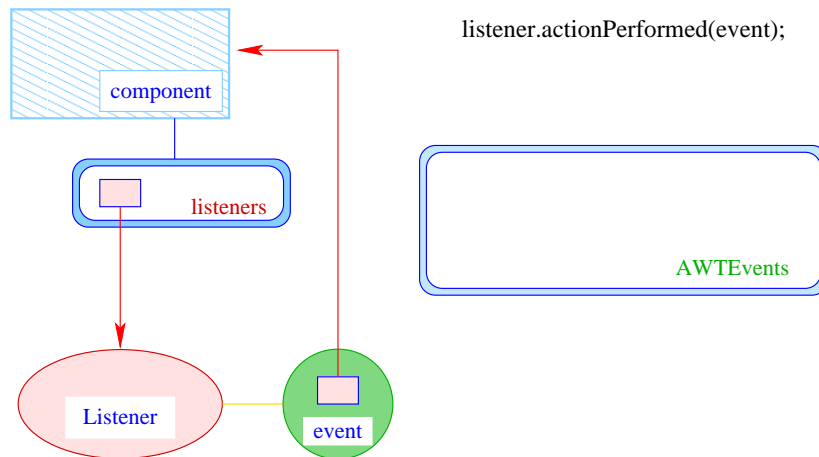 listener.actionPerformed(event);
component
listeners
AWTEvents
Listener
event